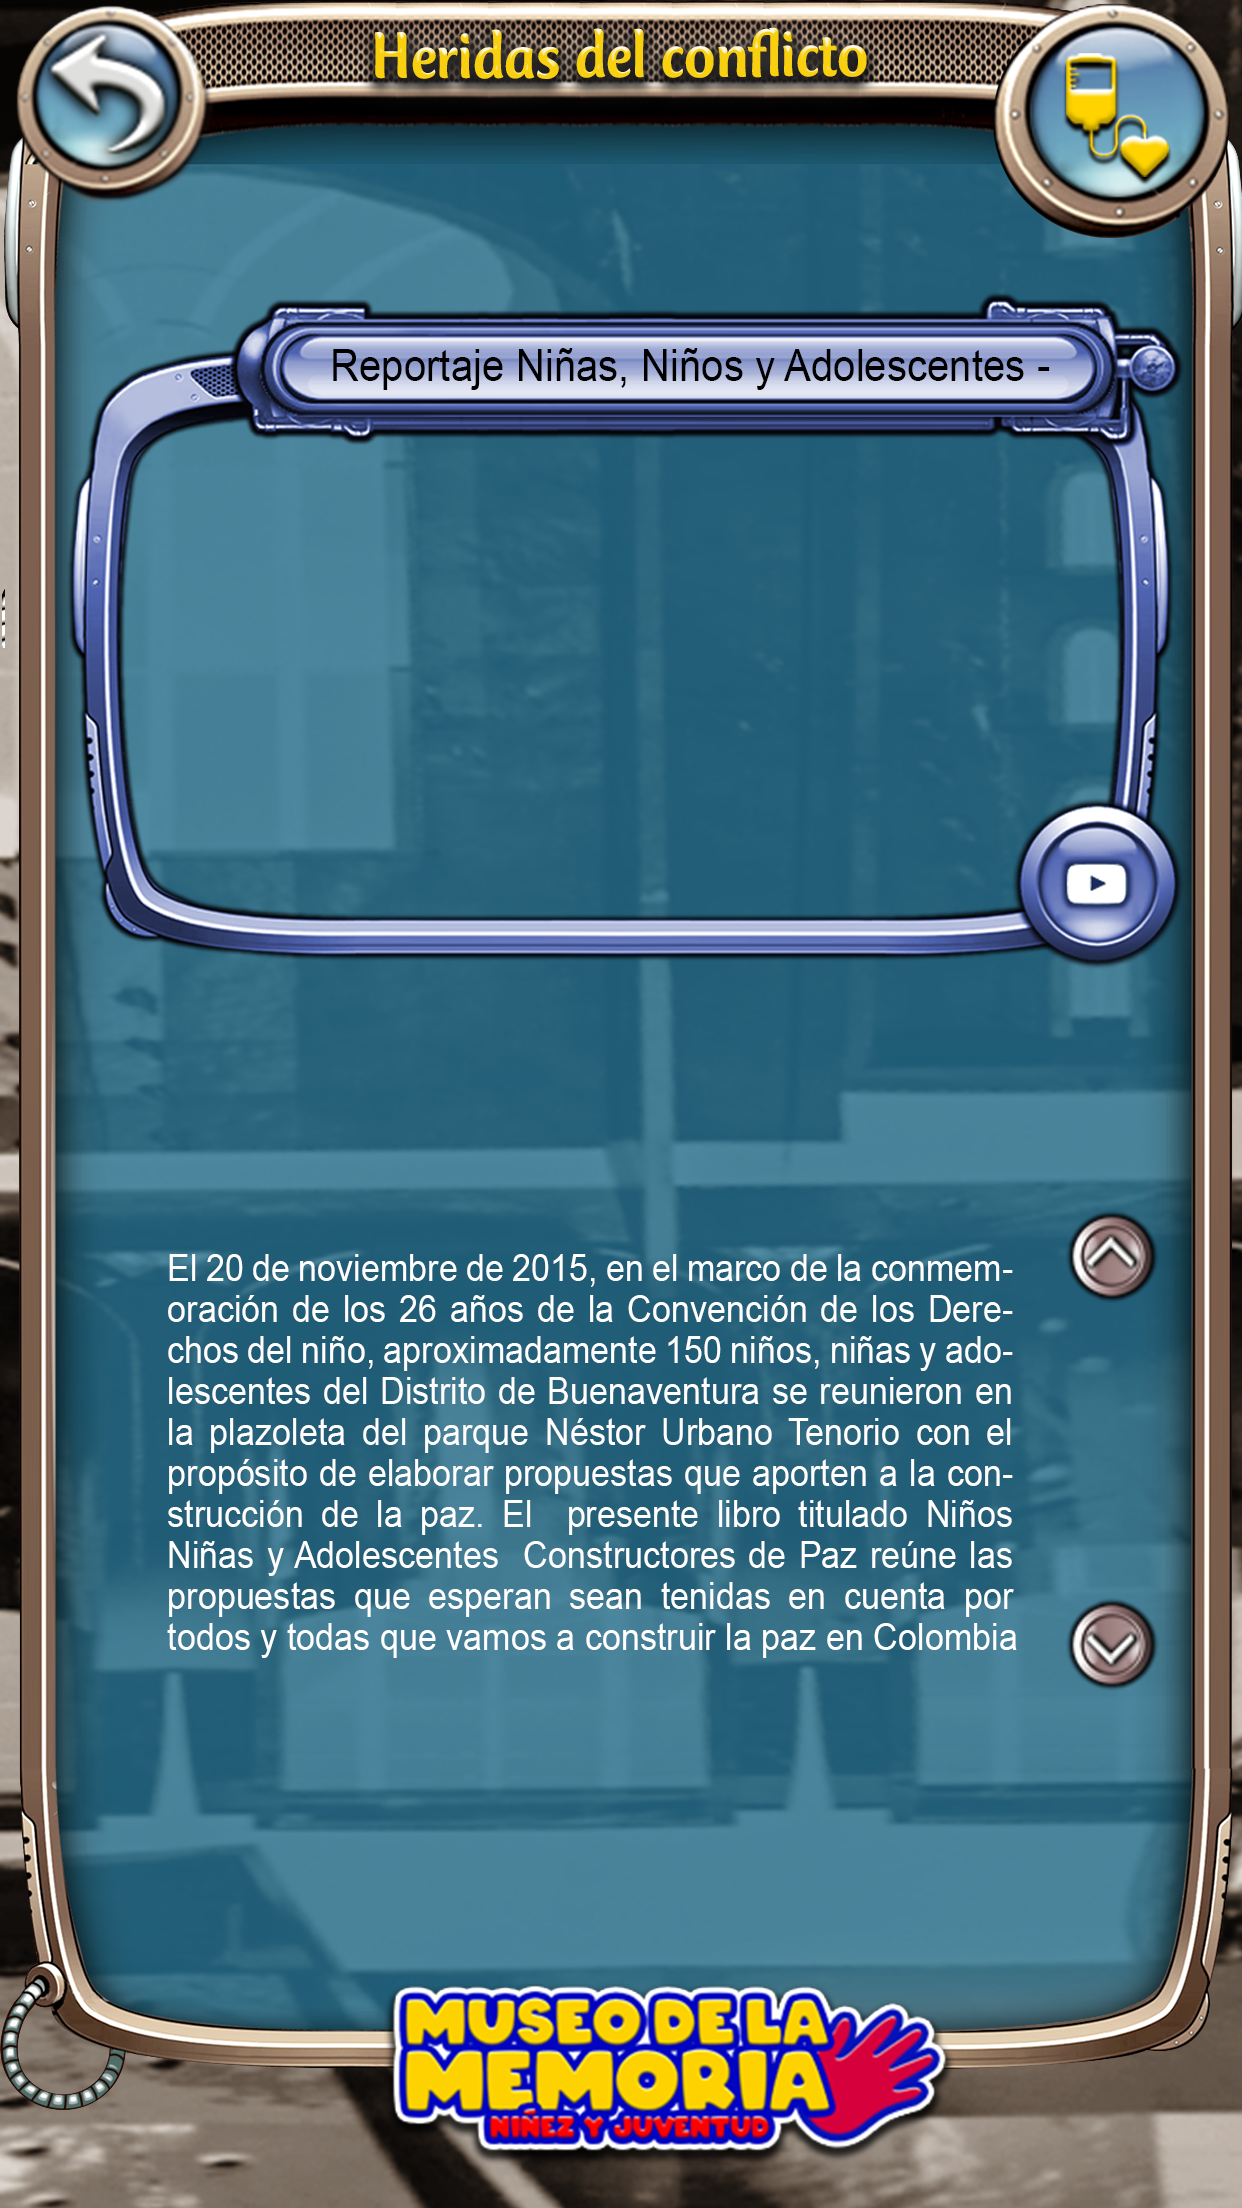 Heridas del conflicto
Reportaje Niñas, Niños y Adolescentes -
El 20 de noviembre de 2015, en el marco de la conmem-
oración de los 26 años de la Convención de los Dere-
chos del niño, aproximadamente 150 niños, niñas y ado-
lescentes del Distrito de Buenaventura se reunieron en
la plazoleta del parque Néstor Urbano Tenorio con el
propósito de elaborar propuestas que aporten a la con-
strucción de la paz. El presente libro titulado Niños
Niñas y Adolescentes Constructores de Paz reúne las
propuestas que esperan sean tenidas en cuenta por
todos y todas que vamos a construir la paz en Colombia
MUSEO DE LA
MEMORIA
NIÑEZ Y JUVENTUD